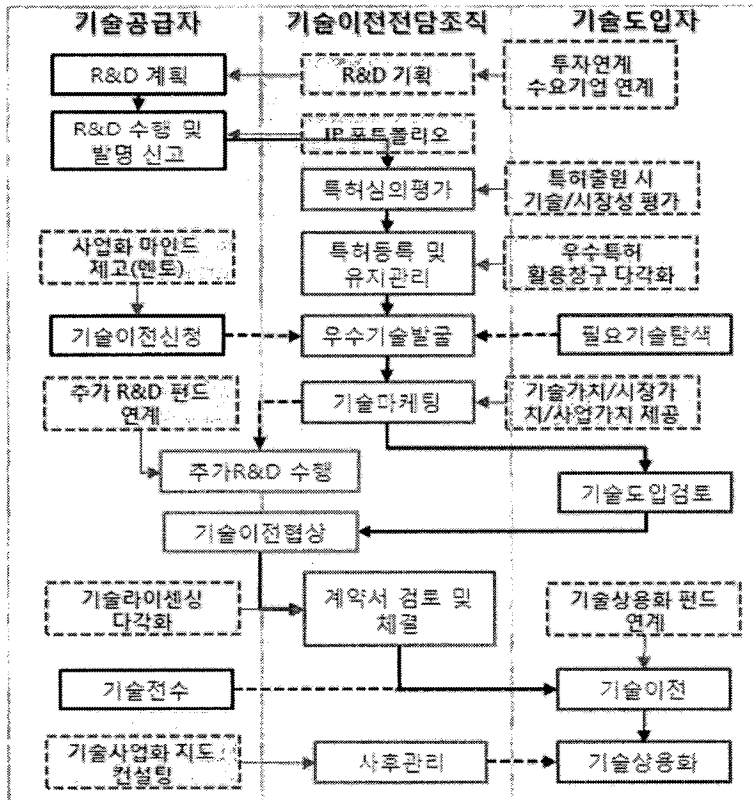 기술공급자
기술이전전담조직
기술도입자
R&D 계획
R&D 기획
투자연계
수요기업 연계
R&D 수행 및
발명 신고
IP 포트폴리오
특허심의평가
특허출원 시
기술/시장성 평가
사업화 마인드
제고(멘토)
특허등록 및
유지관리
우수특허
활용창구 다각화
기술이전신청
우수기술발굴
필요기술탐색
추가 R&D 펀드
연계
기술마케팅
기술가치/시장가
치/사업가치 제공
추가R&D 수행
기술도입검토
기술이전협상
기술라이센싱
다각화
계약서 검토 및
체결
기술상용화 펀드
연계
기술전수
기술이전
기술사업화 지도
컨설팅
사후관리
기술상용화